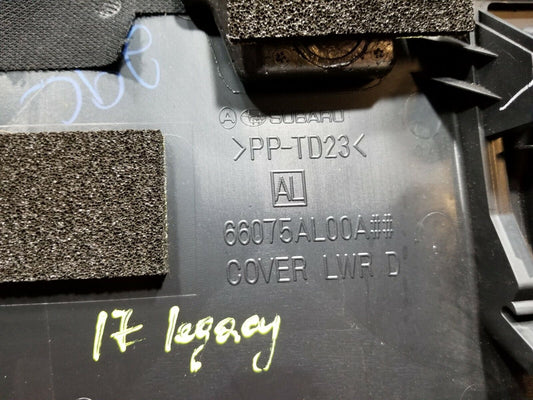 A SUBARU
>PP-TD23<
AL
66075AL00A##
COVER LWR D
17 legacy